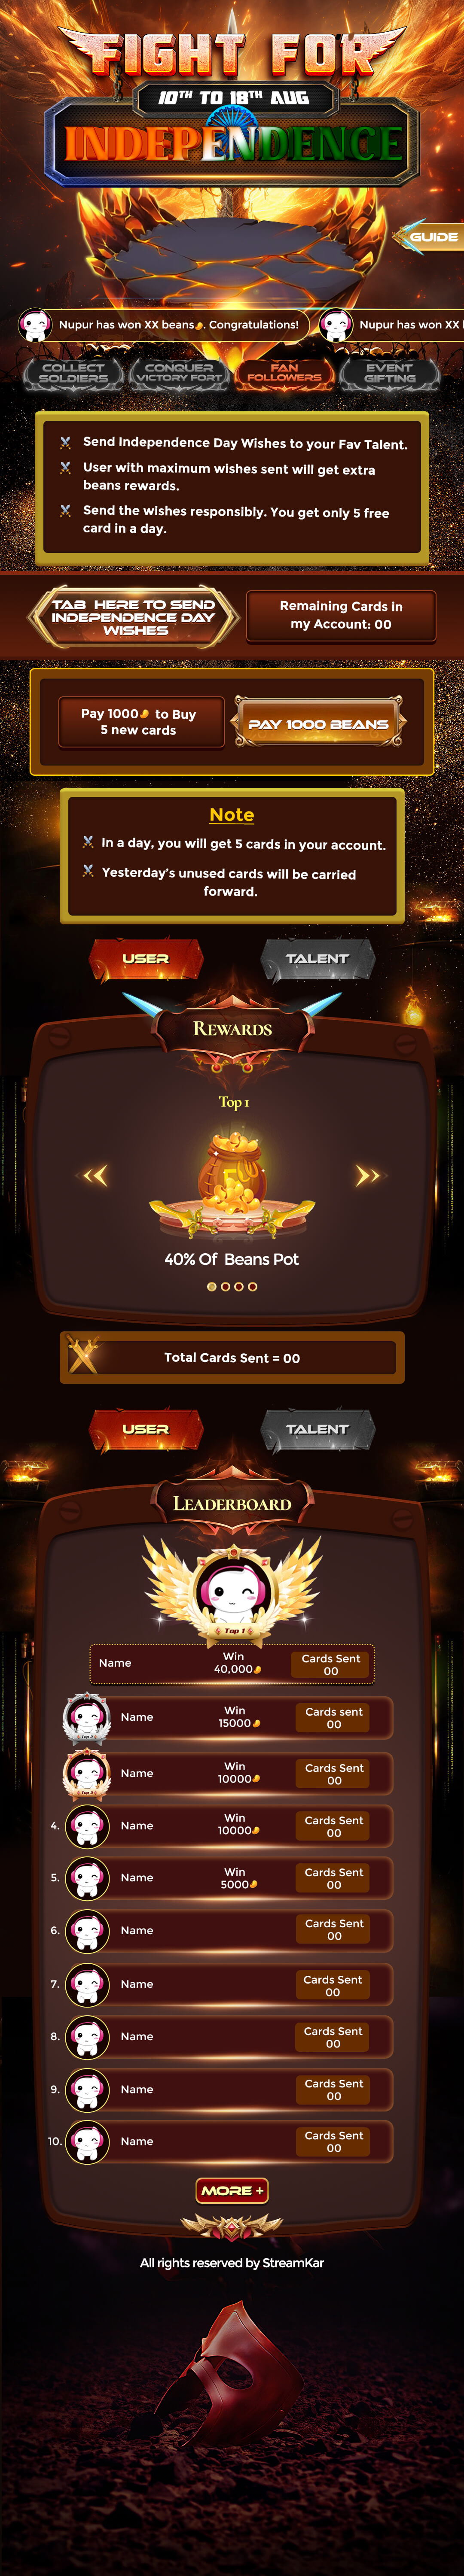 FIGHT FOR
10TH TO 18TH AUG
INDEPENDENCE
GUIDE
Nupur has won XX beans. Congratulations!
Nupur has won XX
COLLECT
SOLDIERS
CONQUER
VICTORY FORT
FAN
FOLLOWERS
EVENT
GIFTING
Send Independence Day Wishes to your Fav Talent.
User with maximum wishes sent will get extra
beans rewards.
Send the wishes responsibly. You get only 5 free
card in a day.
TAB HERE TO SEND
INDEPENDENCE DAY
WISHES
Remaining Cards in
my Account: 00
Pay 1000 to Buy
5 new cards
PAY 1000 BEANS
Note
In a day, you will get 5 cards in your account.
Yesterday's unused cards will be carried
forward.
USER
TALENT
REWARDS
Top 1
40% Of Beans Pot
Total Cards Sent = 00
USER
TALENT
LEADERBOARD
Top 1
Name
Win
40,000
Cards Sent
00
Top 2
Name
Win
15000
Cards sent
00
Top 3
Name
Win
10000
Cards Sent
00
4.
Name
Win
10000
Cards Sent
00
5.
Name
Win
5000
Cards Sent
00
6.
Name
Cards Sent
00
7.
Name
Cards Sent
00
8.
Name
Cards Sent
00
9.
Name
Cards Sent
00
10.
Name
Cards Sent
00
MORE +
All rights reserved by StreamKar